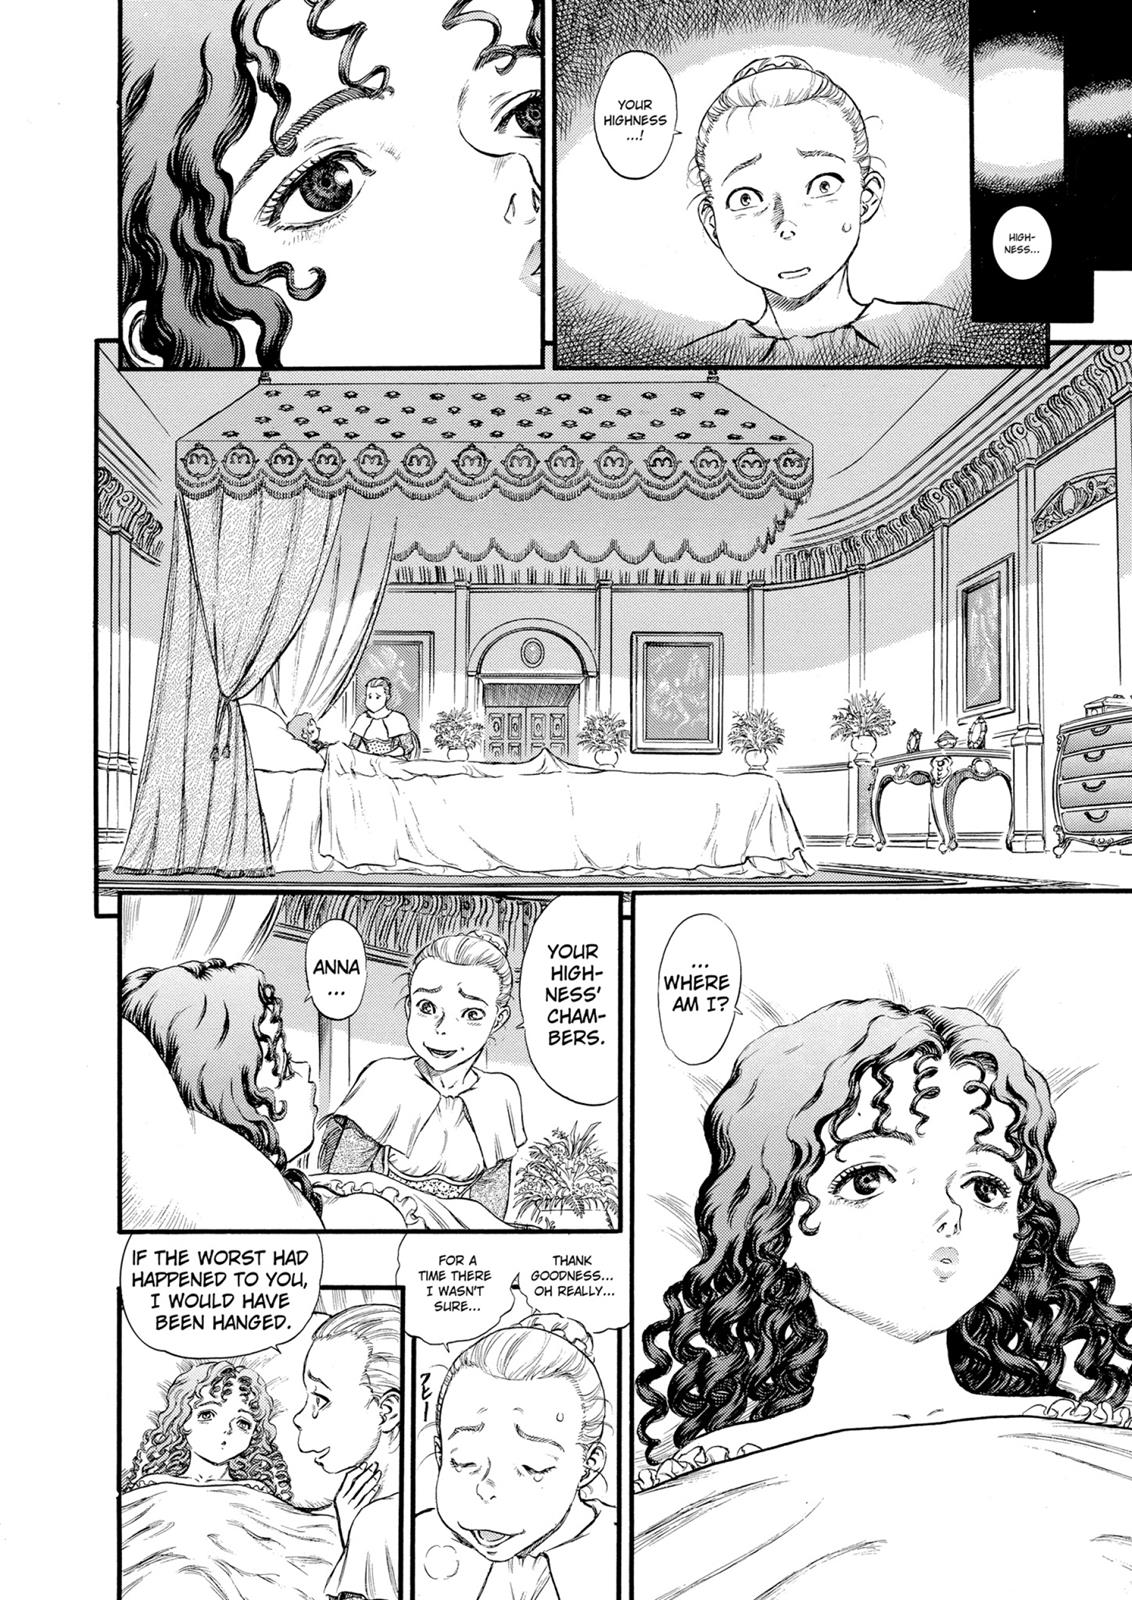 HIGH-
NESS...
YOUR
HIGHNESS
...!
...
WHERE
AM I?
YOUR
HIGH-
NESS'
CHAM-
BERS.
ANNA
...
THANK
GOODNESS...
OH REALLY...
FOR A
TIME THERE
I WASN'T
SURE...
IF THE WORST HAD
HAPPENED TO YOU,
I WOULD HAVE
BEEN HANGED.